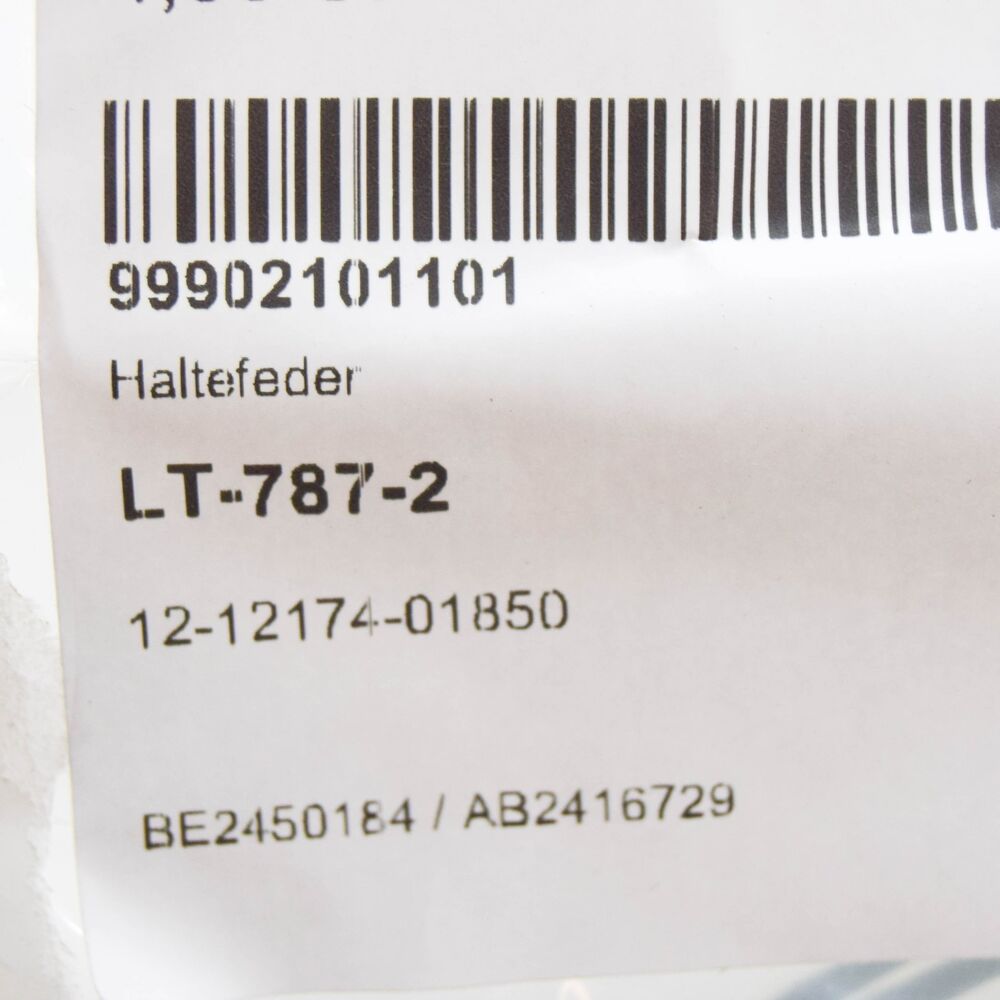 99902101101
Haltefeder
LT-787-2
12-12174-01850
BE2450184 / AB2416729